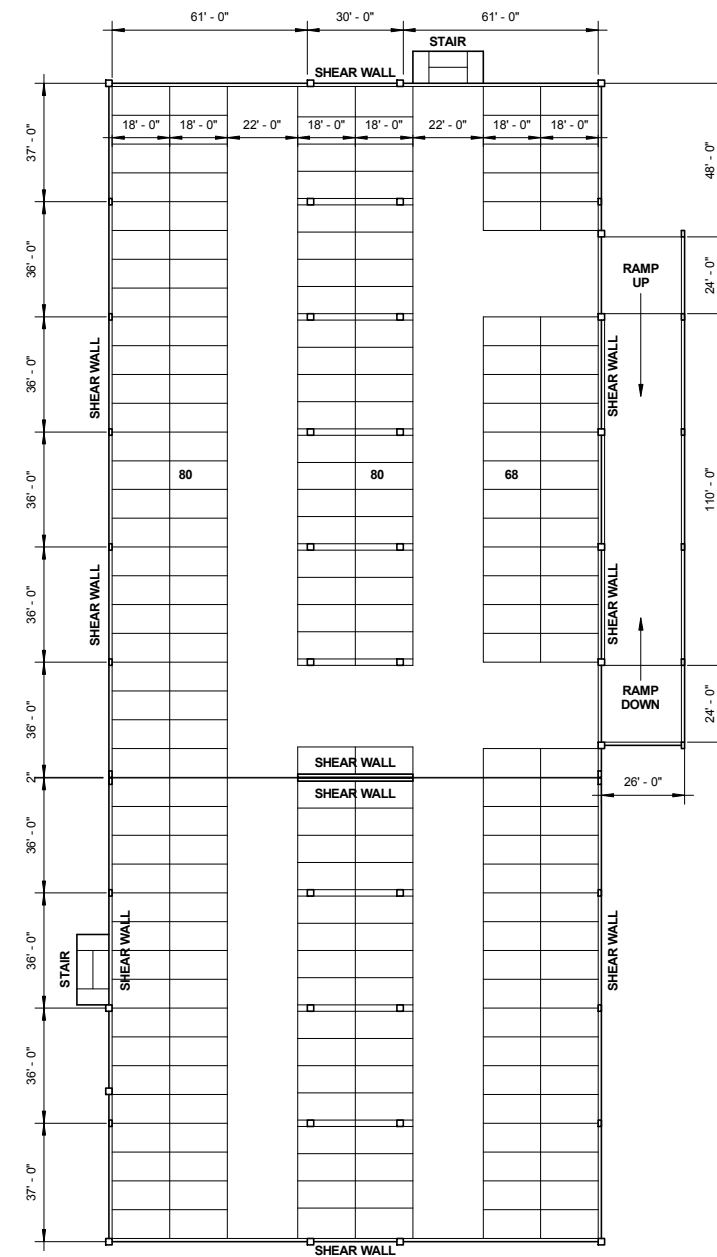 61' - 0" 30' - 0" 61' - 0"
STAIR
SHEAR WALL
18' - 0" 18' - 0" 22' - 0" 18' - 0" 18' - 0" 22' - 0" 18' - 0" 18' - 0"
37' - 0"
48' - 0"
36' - 0"
RAMP
UP
24' - 0"
36' - 0"
SHEAR WALL
SHEAR WALL
36' - 0"
80 80 68
110' - 0"
36' - 0"
SHEAR WALL
SHEAR WALL
36' - 0"
RAMP
DOWN
24' - 0"
SHEAR WALL
2"
SHEAR WALL
26' - 0"
36' - 0"
36' - 0"
STAIR
SHEAR WALL
SHEAR WALL
36' - 0"
37' - 0"
SHEAR WALL